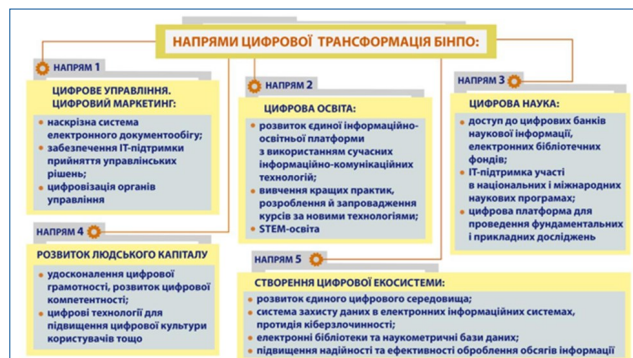 НАПРЯМИ ЦИФРОВОЇ ТРАНСФОРМАЦІЯ БІНПО:
НАПРЯМ 1
ЦИФРОВЕ УПРАВЛІННЯ.
ЦИФРОВИЙ МАРКЕТИНГ:
• наскрізна система
електронного документообігу;
• забезпечення ІТ-підтримки
прийняття управлінських
рішень;
• цифровізація органів
управління
НАПРЯМ 2
ЦИФРОВА ОСВІТА:
• розвиток єдиної інформаційно-
освітньої платформи
з використанням сучасних
інформаційно-комунікаційних
технологій;
• вивчення кращих практик,
розроблення й запровадження
курсів за новими технологіями;
• STEM-освіта
НАПРЯМ 3
ЦИФРОВА НАУКА:
• доступ до цифрових банків
наукової інформації,
електронних бібліотечних
фондів;
• ІТ-підтримка участі
в національних і міжнародних
наукових програмах;
• цифрова платформа для
проведення фундаментальних
і прикладних досліджень
НАПРЯМ 4
РОЗВИТОК ЛЮДСЬКОГО КАПІТАЛУ
• удосконалення цифрової
грамотності, розвиток цифрової
компетентності;
• цифрові технології для
підвищення цифрової культури
користувачів тощо
НАПРЯМ 5
СТВОРЕННЯ ЦИФРОВОЇ ЕКОСИСТЕМИ:
• розвиток єдиного цифрового середовища;
• система захисту даних в електронних інформаційних системах,
протидія кіберзлочинності;
• електронні бібліотеки та наукометричні бази даних;
• підвищення надійності та ефективності оброблення обсягів інформації